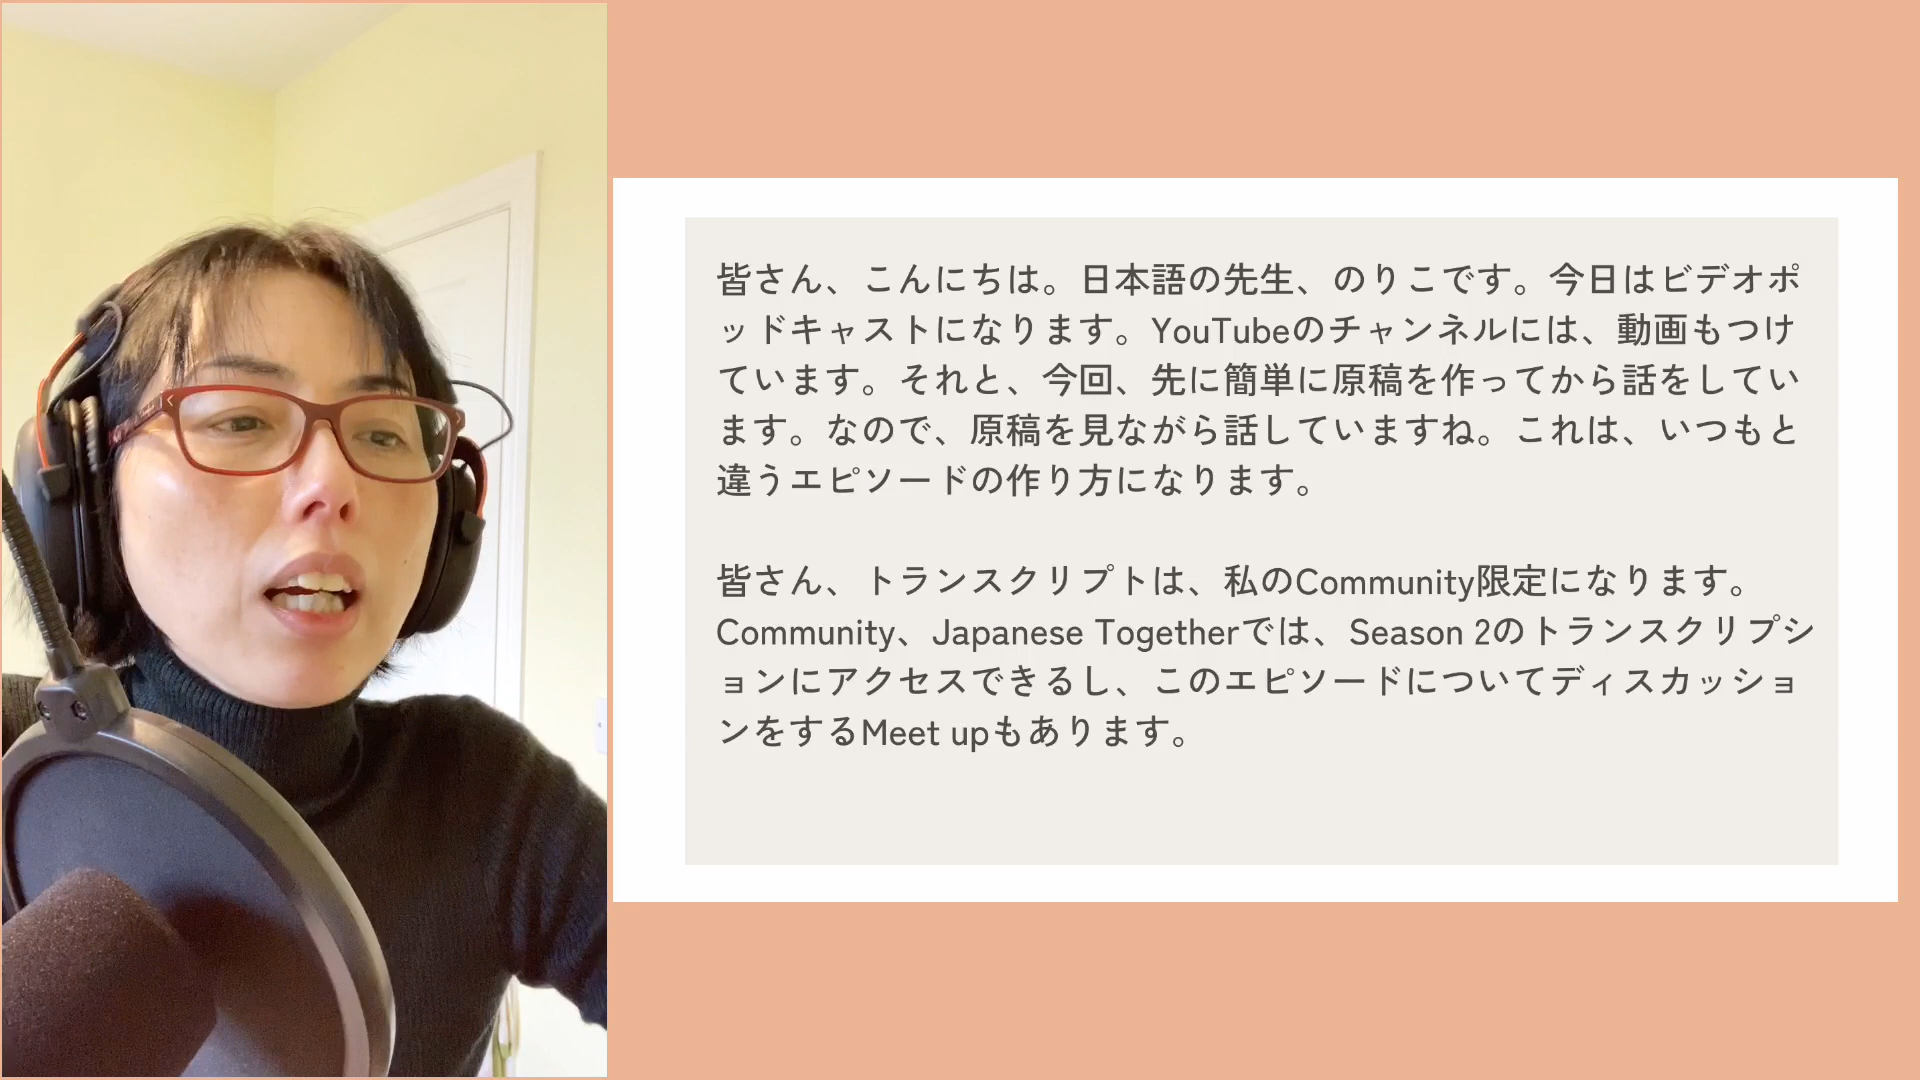 皆さん、こんにちは。日本語の先生、のりこです。今日はビデオポ
ッドキャストになります。YouTubeのチャンネルには、動画もつけ
ています。それと、今回、先に簡単に原稿を作ってから話をしてい
ます。なので、原稿を見ながら話していますね。これは、いつもと
違うエピソードの作り方になります。
皆さん、トランスクリプトは、私のCommunity限定になります。
Community、Japanese Togetherでは、Season 2のトランスクリプシ
ョンにアクセスできるし、このエピソードについてディスカッショ
ンをするMeet upもあります。